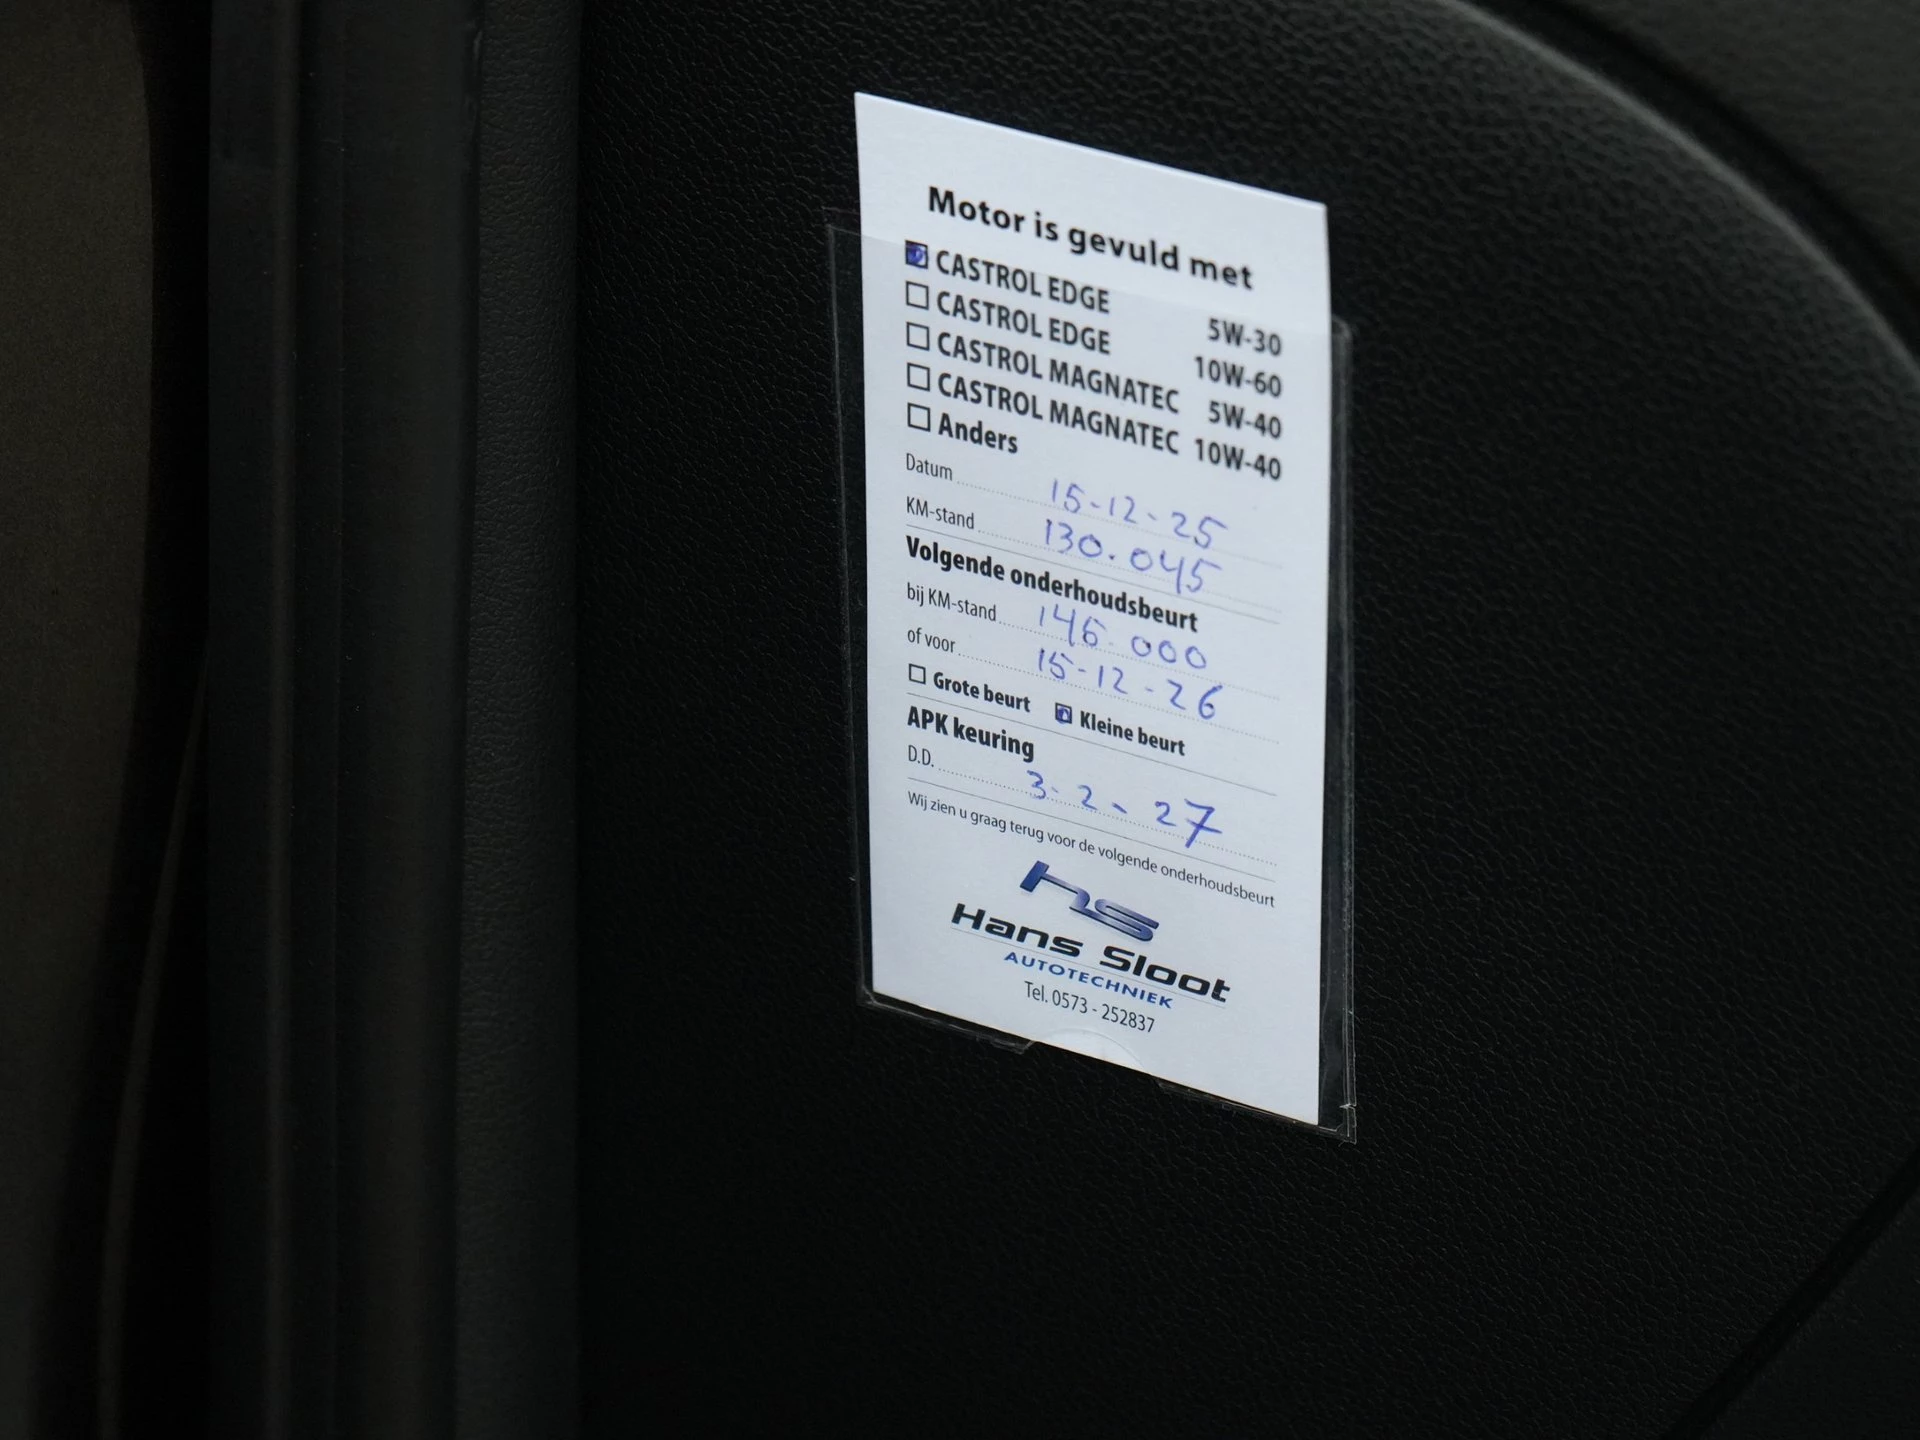 Motor is gevuld met
CASTROL EDGE 5W-30
CASTROL EDGE 10W-60
CASTROL MAGNATEC 5W-40
CASTROL MAGNATEC 10W-40
Anders
Datum 15-12-25
KM-stand 130.045
Volgende onderhoudsbeurt
bij KM-stand 146.000
of voor 15-12-26
Grote beurt Kleine beurt
APK keuring
D.D. 3-2-27
Wij zien u graag terug voor de volgende onderhoudsbeurt
hs
Hans Sloot
AUTOTECHNIEK
Tel. 0573 - 252837